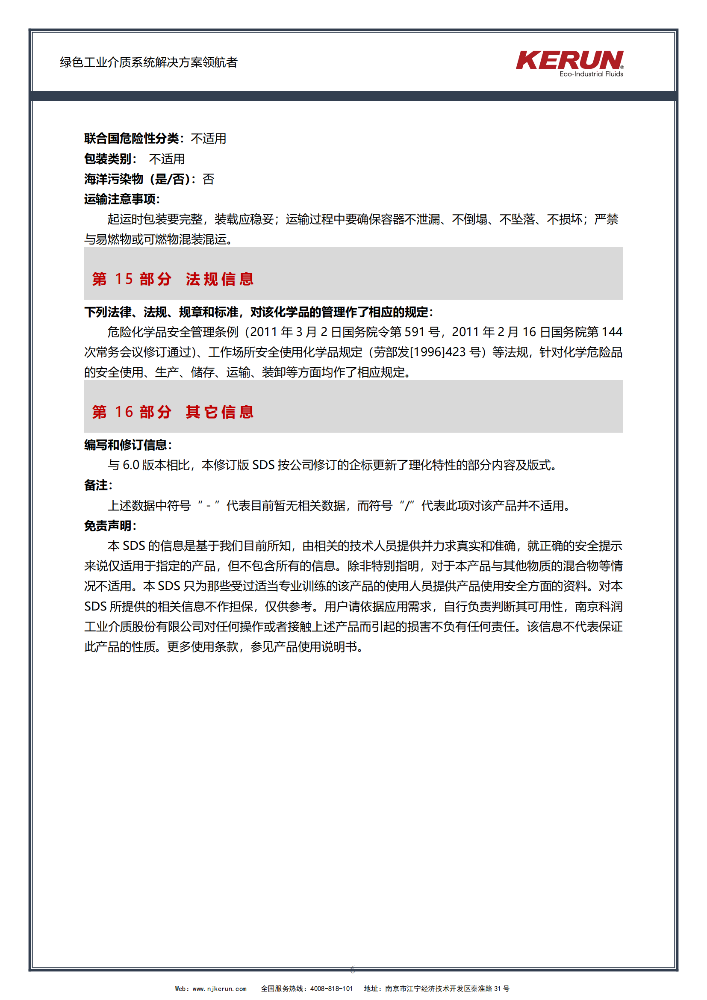 绿色工业介质系统解决方案领航者
KERUN®
Eco-Industrial Fluids
联合国危险性分类：不适用
包装类别： 不适用
海洋污染物（是/否）：否
运输注意事项：
起运时包装要完整，装载应稳妥；运输过程中要确保容器不泄漏、不倒塌、不坠落、不损坏；严禁
与易燃物或可燃物混装混运。
第 15 部分 法规信息
下列法律、法规、规章和标准，对该化学品的管理作了相应的规定：
危险化学品安全管理条例（2011 年 3 月 2 日国务院令第 591 号，2011 年 2 月 16 日国务院第 144
次常务会议修订通过）、工作场所安全使用化学品规定（劳部发[1996]423 号）等法规，针对化学危险品
的安全使用、生产、储存、运输、装卸等方面均作了相应规定。
第 16 部分 其它信息
编写和修订信息：
与 6.0 版本相比，本修订版 SDS 按公司修订的企标更新了理化特性的部分内容及版式。
备注：
上述数据中符号“ - ”代表目前暂无相关数据，而符号“/”代表此项对该产品并不适用。
免责声明：
本 SDS 的信息是基于我们目前所知，由相关的技术人员提供并力求真实和准确，就正确的安全提示
来说仅适用于指定的产品，但不包含所有的信息。除非特别指明，对于本产品与其他物质的混合物等情
况不适用。本 SDS 只为那些受过适当专业训练的该产品的使用人员提供产品使用安全方面的资料。对本
SDS 所提供的相关信息不作担保，仅供参考。用户请依据应用需求，自行负责判断其可用性，南京科润
工业介质股份有限公司对任何操作或者接触上述产品而引起的损害不负有任何责任。该信息不代表保证
此产品的性质。更多使用条款，参见产品使用说明书。
6
Web：www.njkerun.com 全国服务热线：4008-818-101 地址：南京市江宁经济技术开发区秦淮路 31 号